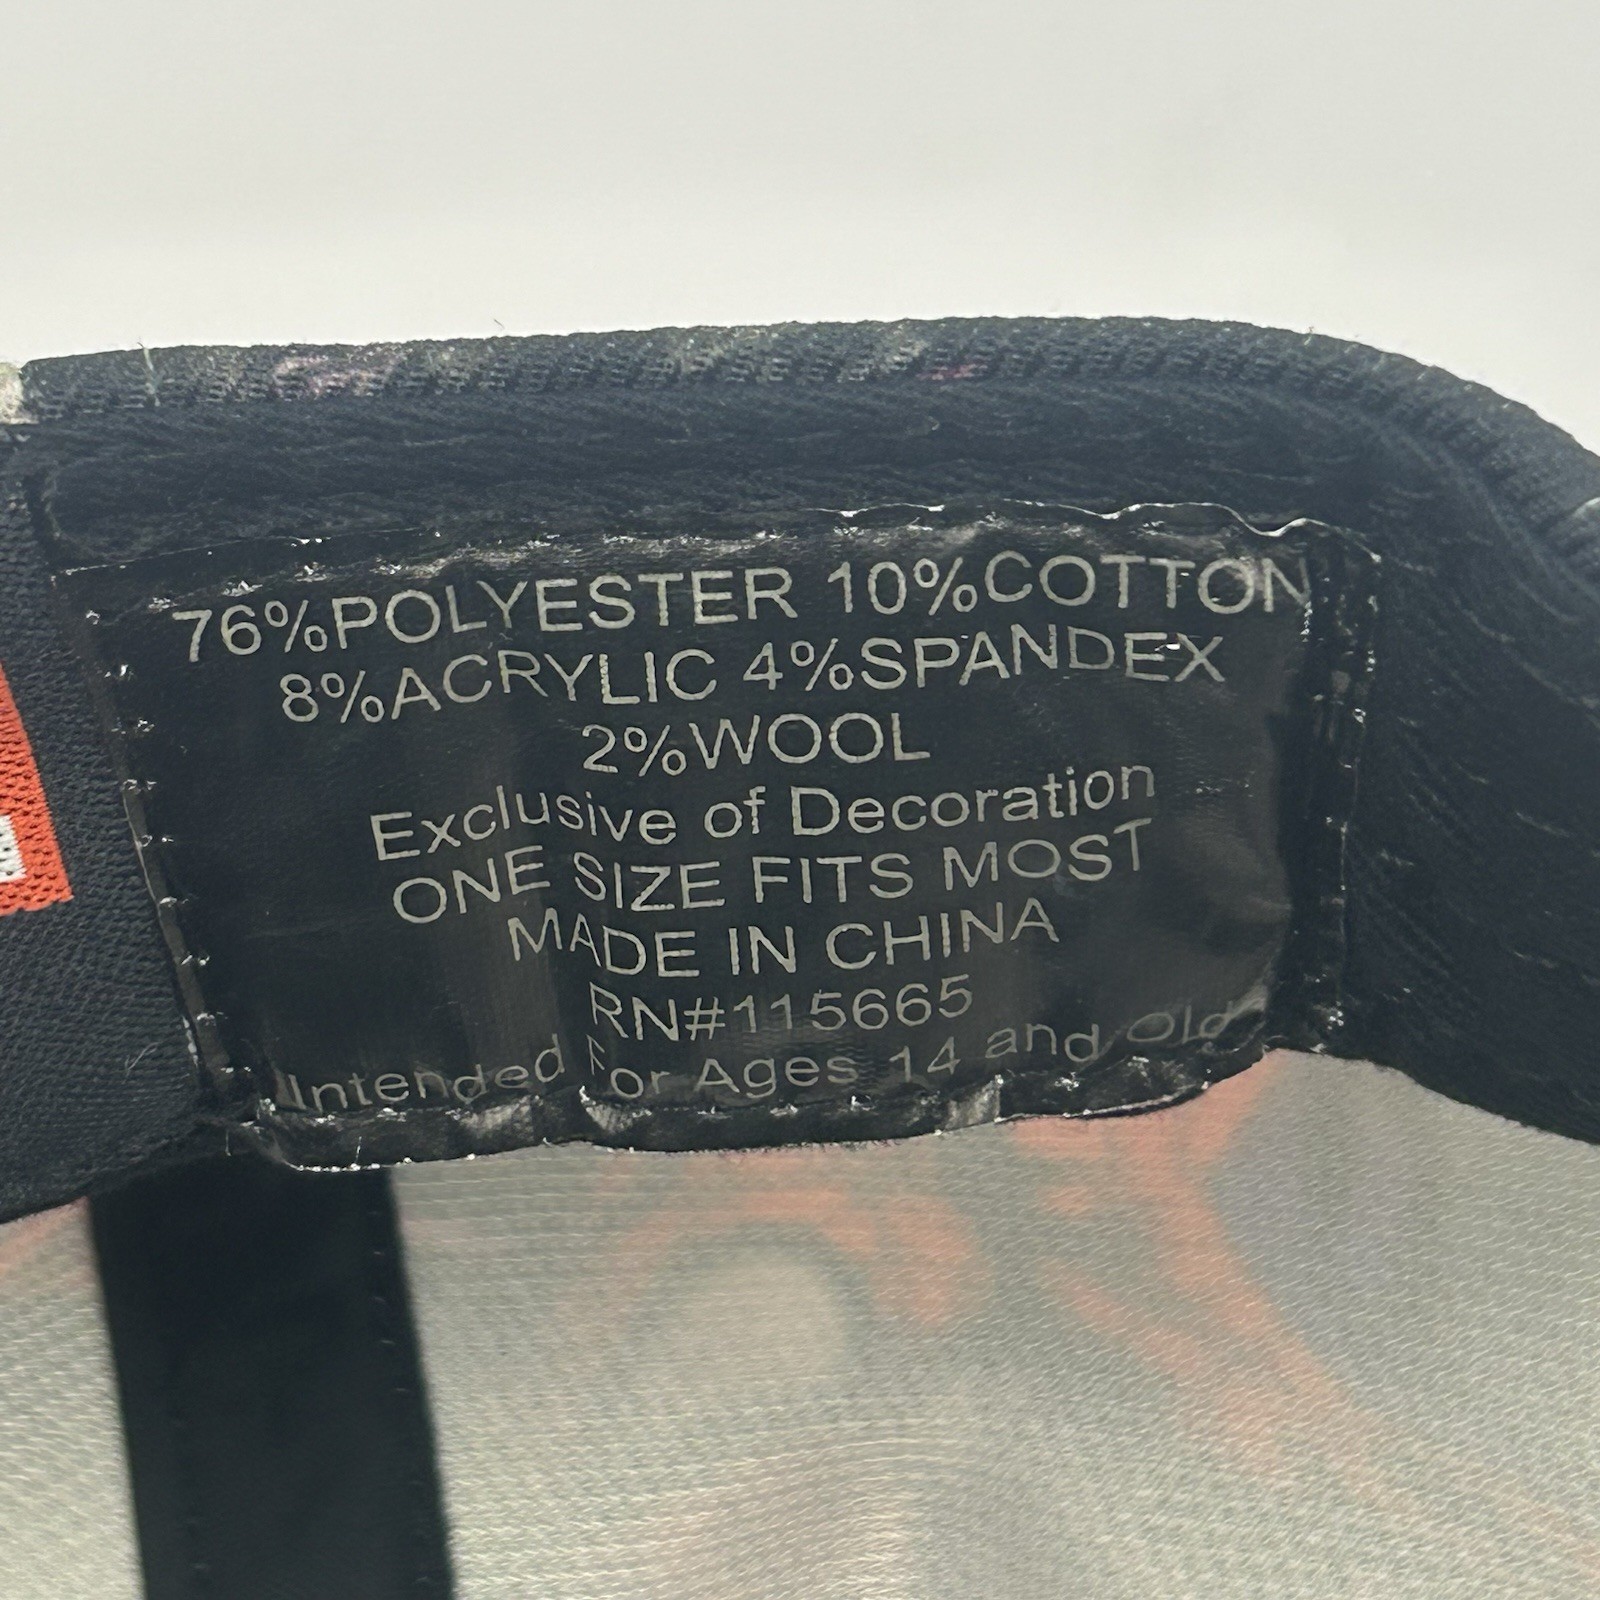 76%POLYESTER 10%COTTON
8%ACRYLIC 4%SPANDEX
2%WOOL
Exclusive of Decoration
ONE SIZE FITS MOST
MADE IN CHINA
RN#115665
Intended For Ages 14 and Old